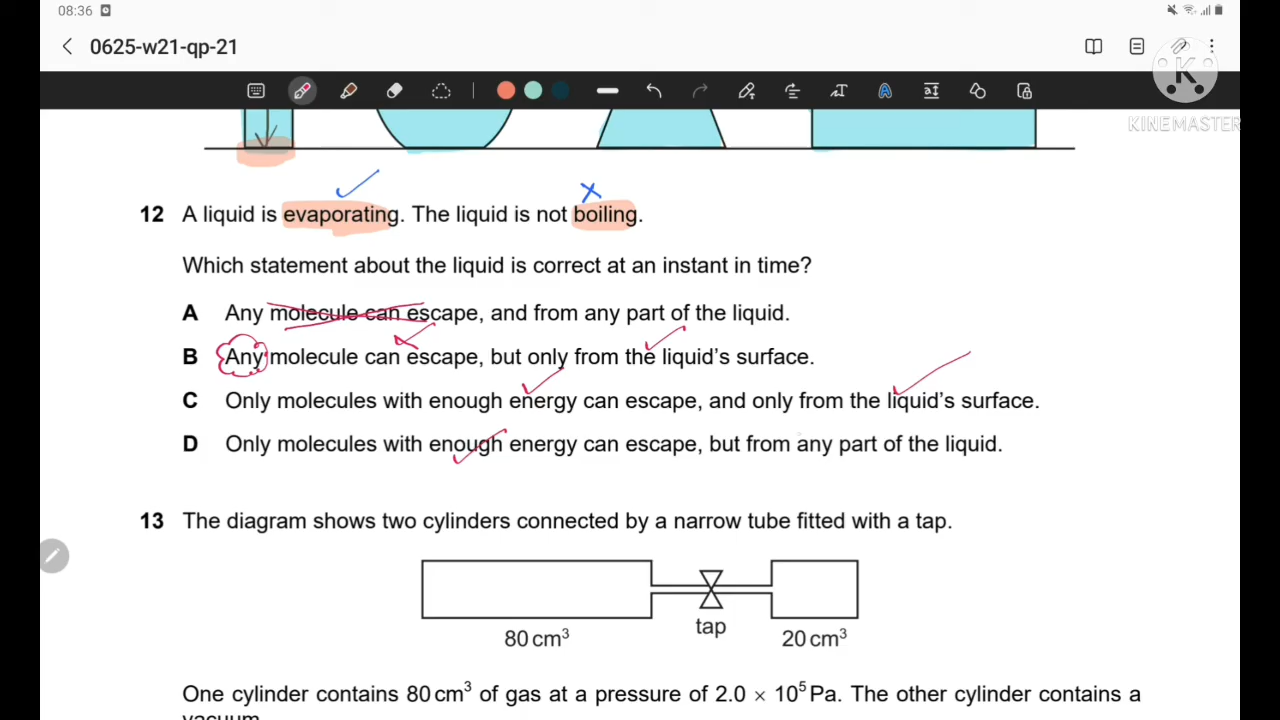 08:36
0625-w21-qp-21
K
KINEMASTER
12 A liquid is evaporating. The liquid is not boiling.
Which statement about the liquid is correct at an instant in time?
A Any molecule can escape, and from any part of the liquid.
B Any molecule can escape, but only from the liquid's surface.
C Only molecules with enough energy can escape, and only from the liquid's surface.
D Only molecules with enough energy can escape, but from any part of the liquid.
13 The diagram shows two cylinders connected by a narrow tube fitted with a tap.
80 cm³
tap
20 cm³
One cylinder contains 80 cm³ of gas at a pressure of 2.0 × 10⁵ Pa. The other cylinder contains a
vacuum.